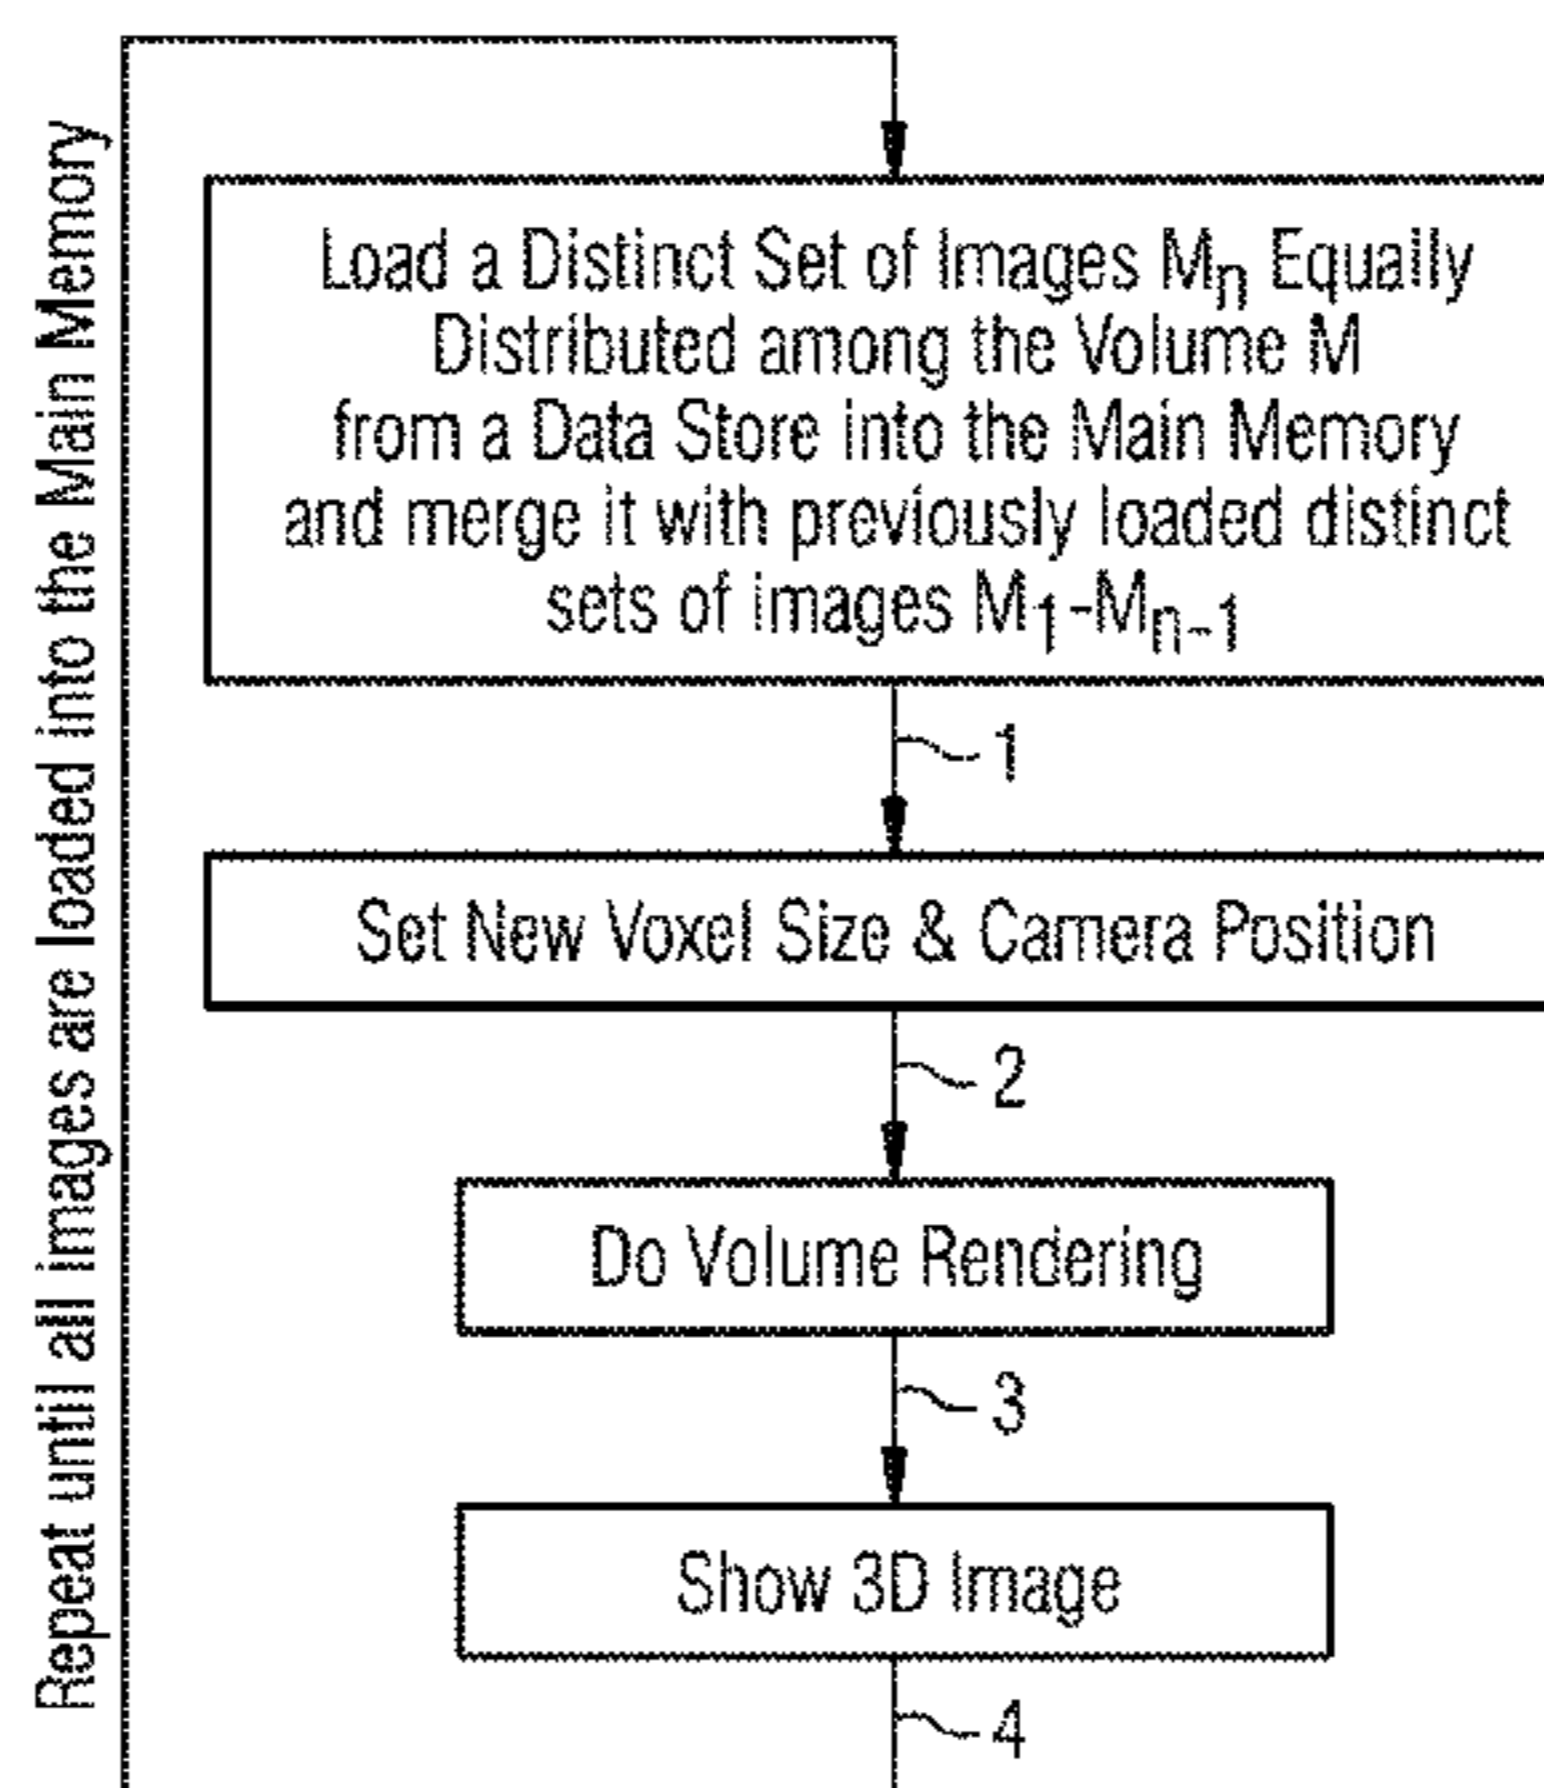 Repeat until all images are loaded into the Main Memory
Load a Distinct Set of Images Mn Equally
Distributed among the Volume M
from a Data Store into the Main Memory
and merge it with previously loaded distinct
sets of images M1-Mn-1
1
Set New Voxel Size & Camera Position
2
Do Volume Rendering
3
Show 3D Image
4